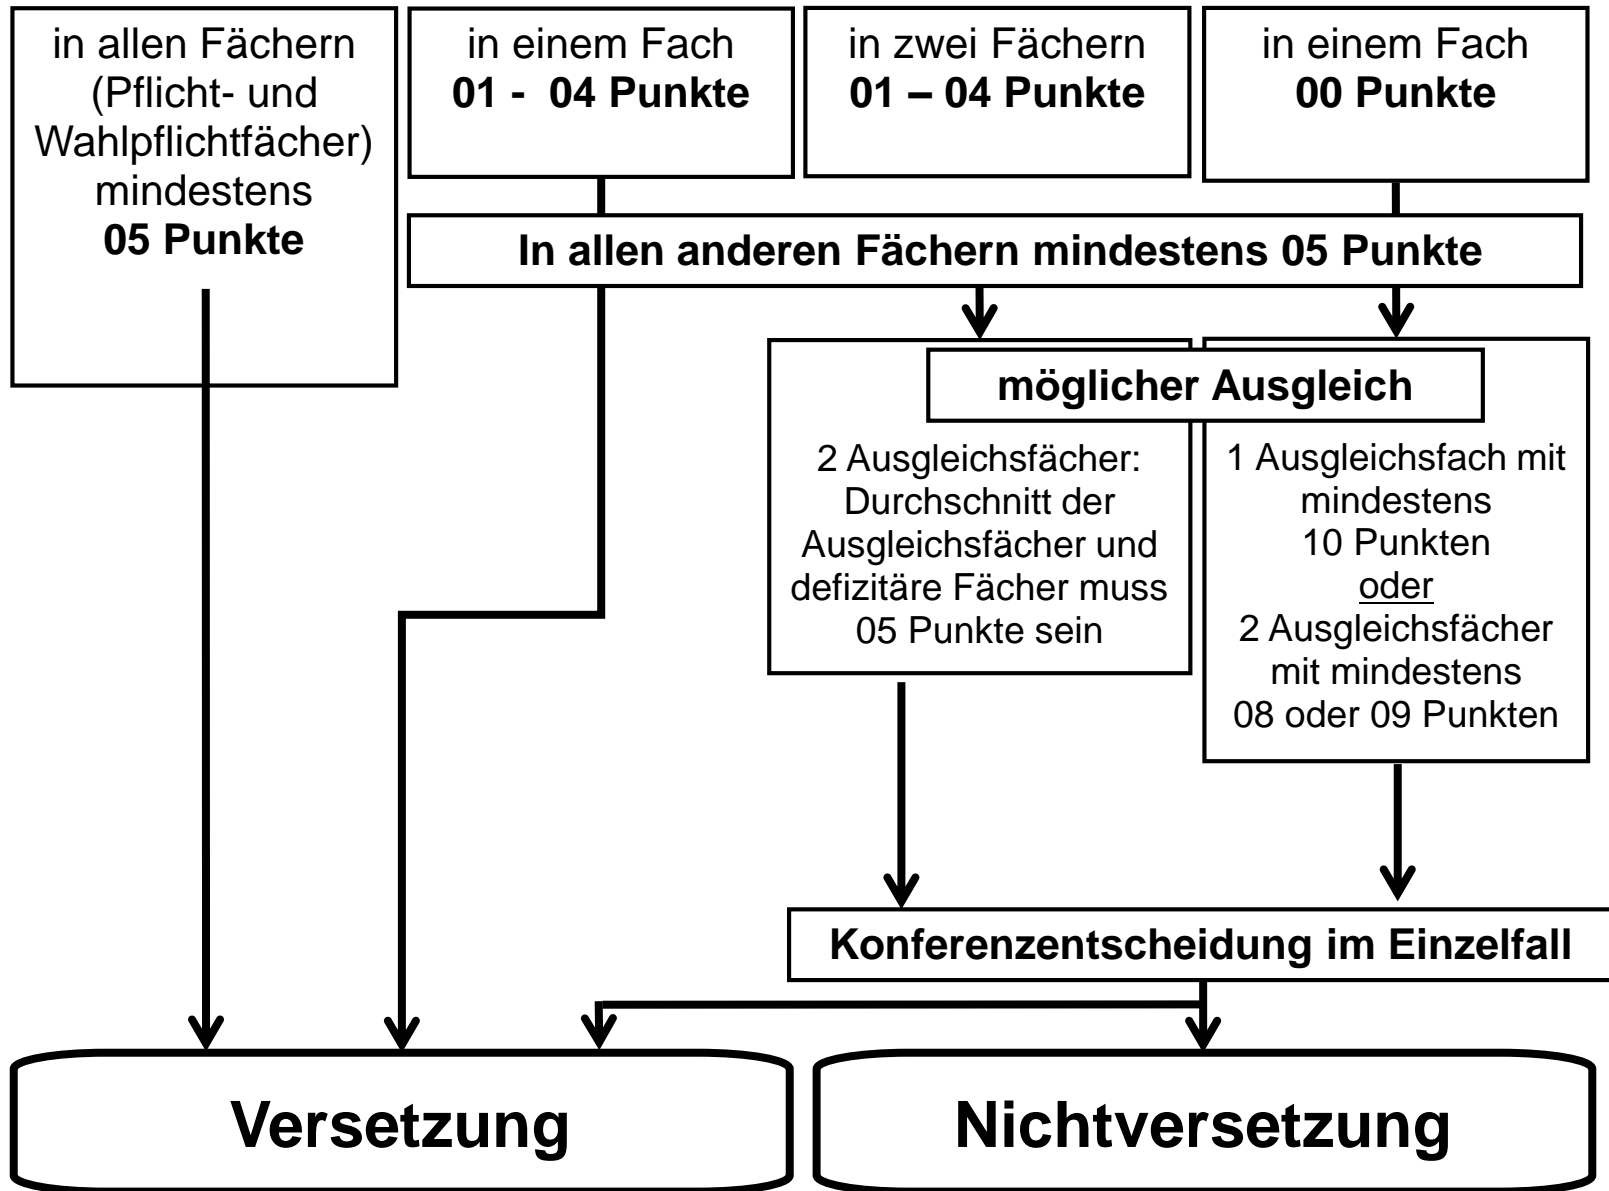 in allen Fächern
(Pflicht- und
Wahlpflichtfächer)
mindestens
05 Punkte
in einem Fach
01 - 04 Punkte
in zwei Fächern
01 – 04 Punkte
in einem Fach
00 Punkte
In allen anderen Fächern mindestens 05 Punkte
möglicher Ausgleich
2 Ausgleichsfächer:
Durchschnitt der
Ausgleichsfächer und
defizitäre Fächer muss
05 Punkte sein
1 Ausgleichsfach mit
mindestens
10 Punkten
oder
2 Ausgleichsfächer
mit mindestens
08 oder 09 Punkten
Konferenzentscheidung im Einzelfall
Versetzung
Nichtversetzung